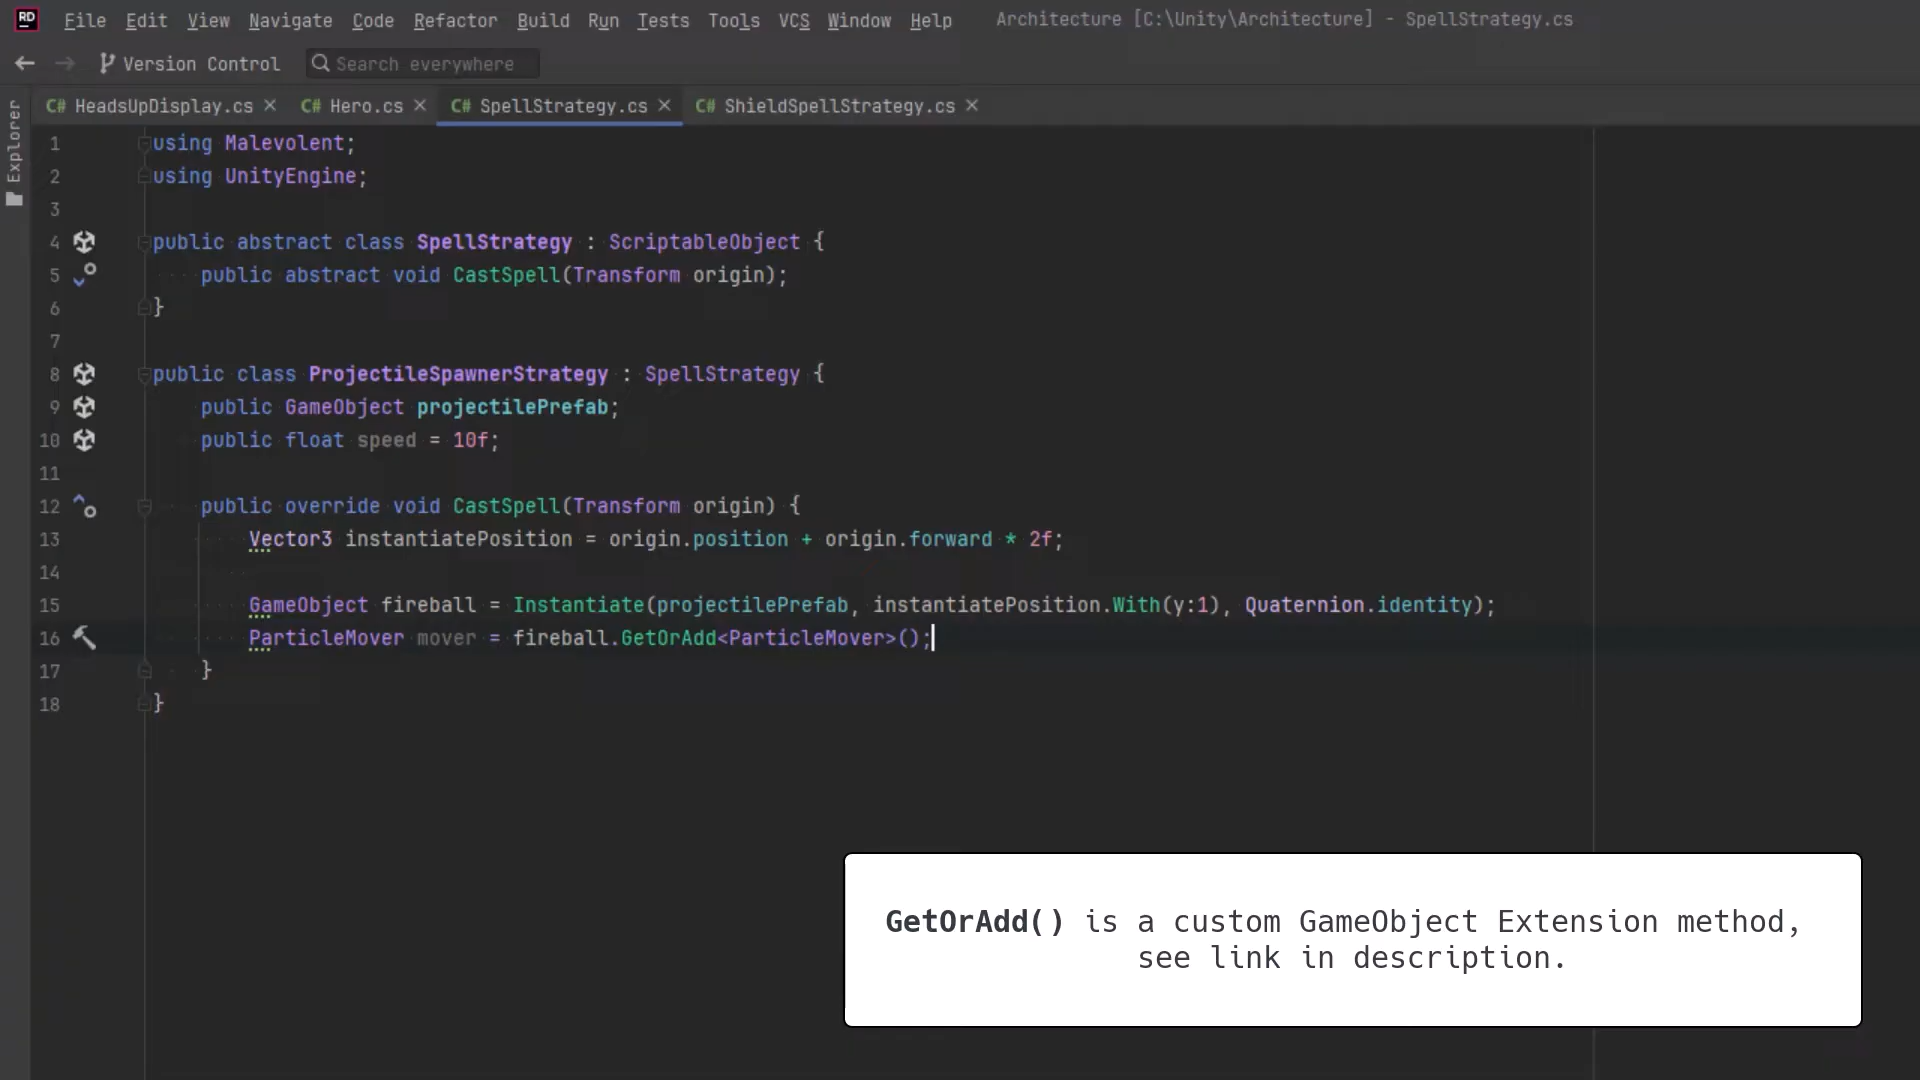 RD File Edit View Navigate Code Refactor Build Run Tests Tools VCS Window Help Architecture [C:\Unity\Architecture] - SpellStrategy.cs
Version Control Search everywhere
Explorer
C# HeadsUpDisplay.cs C# Hero.cs C# SpellStrategy.cs C# ShieldSpellStrategy.cs
1 using Malevolent;
2 using UnityEngine;
3
4 public abstract class SpellStrategy : ScriptableObject {
5 public abstract void CastSpell(Transform origin);
6 }
7
8 public class ProjectileSpawnerStrategy : SpellStrategy {
9 public GameObject projectilePrefab;
10 public float speed = 10f;
11
12 public override void CastSpell(Transform origin) {
13 Vector3 instantiatePosition = origin.position + origin.forward * 2f;
14
15 GameObject fireball = Instantiate(projectilePrefab, instantiatePosition.With(y:1), Quaternion.identity);
16 ParticleMover mover = fireball.GetOrAdd<ParticleMover>();
17 }
18 }
GetOrAdd() is a custom GameObject Extension method,
see link in description.